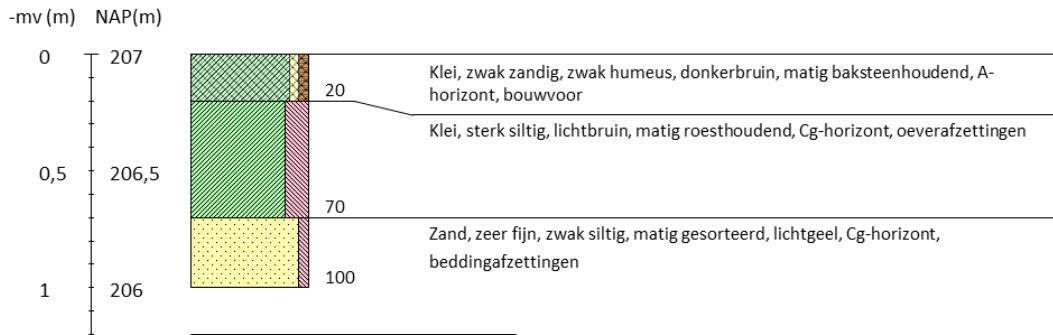 -mv (m) NAP(m)
0 207
20
Klei, zwak zandig, zwak humeus, donkerbruin, matig baksteenhoudend, A-
horizont, bouwvoor
Klei, sterk siltig, lichtbruin, matig roesthoudend, Cg-horizont, oeverafzettingen
0,5 206,5
70
Zand, zeer fijn, zwak siltig, matig gesorteerd, lichtgeel, Cg-horizont,
beddingafzettingen
100
1 206